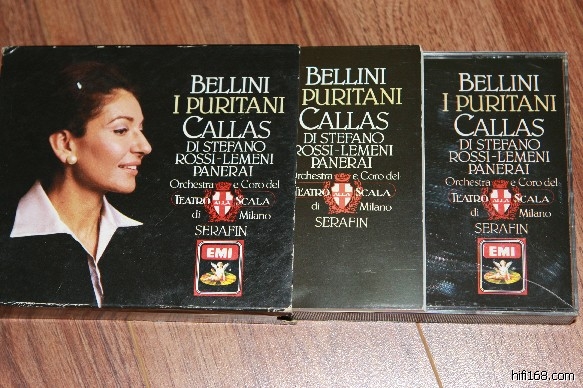 BELLINI
I PURITANI
CALLAS
DI STEFANO
ROSSI-LEMENI
PANERAI
Orchestra e Coro del
TEATRO ALLA SCALA
di Milano
SERAFIN
EMI
BELLINI
PURITANI
CALLAS
DI STEFANO
ROSSI-LEMENI
PANERAI
Orchestra e Coro del
TEATRO ALLA SCALA
di Milano
SERAFIN
BELLINI
I PURITANI
CALLAS
DI STEFANO
ROSSI-LEMENI
PANERAI
Orchestra e Coro del
TEATRO ALLA SCALA
di Milano
SERAFIN
EMI
hifi168.com